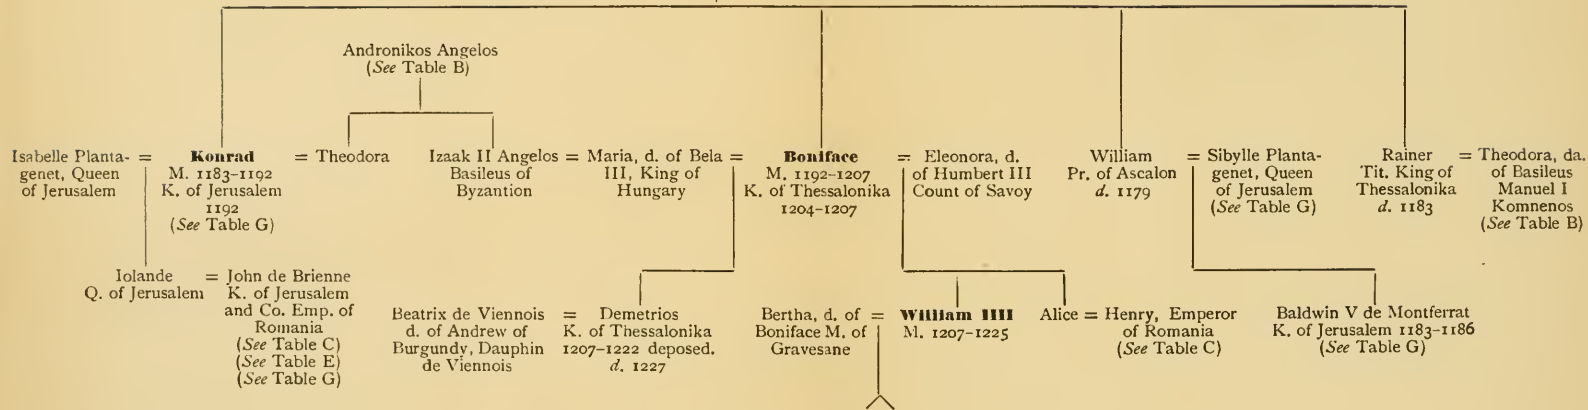 Andronikos Angelos
(See Table B)
Isabelle Planta-
genet, Queen
of Jerusalem
=
Konrad
M. 1183-1192
K. of Jerusalem
1192
(See Table G)
= Theodora
Izaak II Angelos
Basileus of
Byzantion
= Maria, d. of Bela
III, King of
Hungary
=
Boniface
M. 1192-1207
K. of Thessalonika
1204-1207
= Eleonora, d.
of Humbert III
Count of Savoy
William
Pr. of Ascalon
d. 1179
= Sibylle Planta-
genet, Queen
of Jerusalem
(See Table G)
Rainer
Tit. King of
Thessalonika
d. 1183
= Theodora, da.
of Basileus
Manuel I
Komnenos
(See Table B)
Iolande
Q. of Jerusalem
= John de Brienne
K. of Jerusalem
and Co. Emp. of
Romania
(See Table C)
(See Table E)
(See Table G)
Beatrix de Viennois
d. of Andrew of
Burgundy, Dauphin
de Viennois
=
Demetrios
K. of Thessalonika
1207-1222 deposed.
d. 1227
Bertha, d. of
Boniface M. of
Gravesane
=
William IIII
M. 1207-1225
Alice = Henry, Emperor
of Romania
(See Table C)
Baldwin V de Montferrat
K. of Jerusalem 1183-1186
(See Table G)